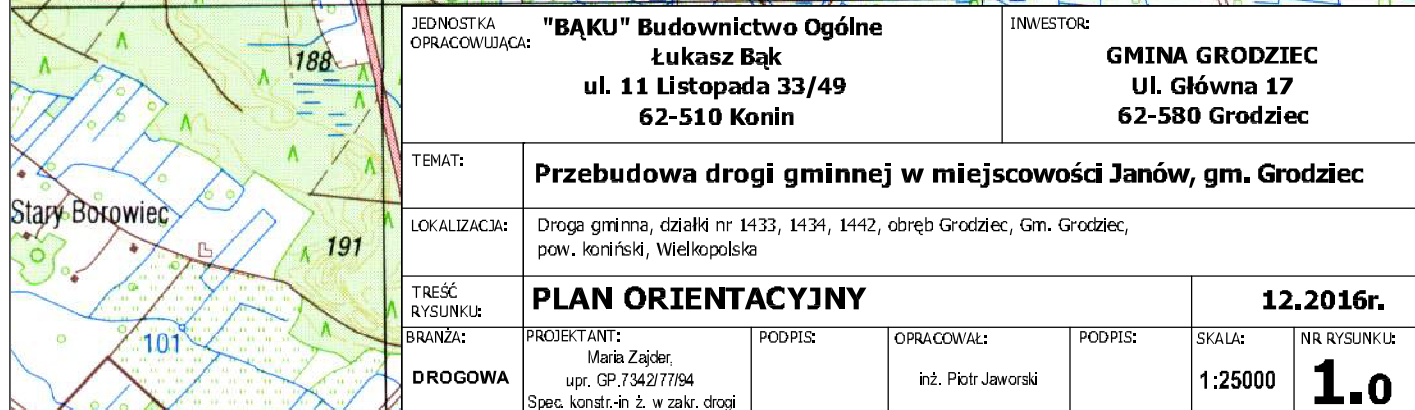 188
Stary Borowiec
191
101
JEDNOSTKA
OPRACOWUJĄCA:
"BĄKU" Budownictwo Ogólne
Łukasz Bąk
ul. 11 Listopada 33/49
62-510 Konin
INWESTOR:
GMINA GRODZIEC
Ul. Główna 17
62-580 Grodziec
TEMAT:
Przebudowa drogi gminnej w miejscowości Janów, gm. Grodziec
LOKALIZACJA:
Droga gminna, działki nr 1433, 1434, 1442, obręb Grodziec, Gm. Grodziec,
pow. koniński, Wielkopolska
TREŚĆ
RYSUNKU:
PLAN ORIENTACYJNY
12.2016r.
BRANŻA:
DROGOWA
PROJEKTANT:
Maria Zajder,
upr. GP.7342/77/94
Spec. konstr.-in ż. w zakr. drogi
PODPIS:
OPRACOWAŁ:
inż. Piotr Jaworski
PODPIS:
SKALA:
1:25000
NR RYSUNKU:
1.0